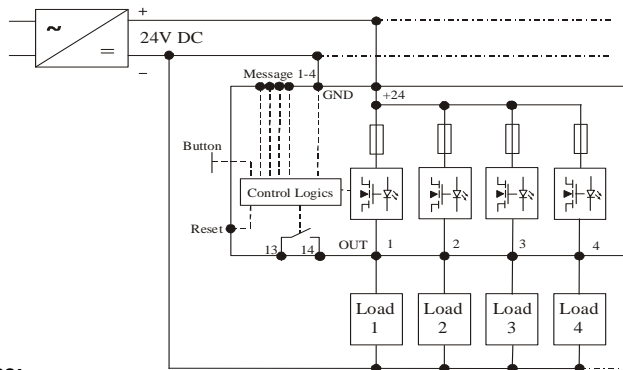 +
~
=
24V DC
−
Message 1-4
GND
+24
Button
Control Logics
Reset
13
14
OUT
1
2
3
4
Load
1
Load
2
Load
3
Load
4